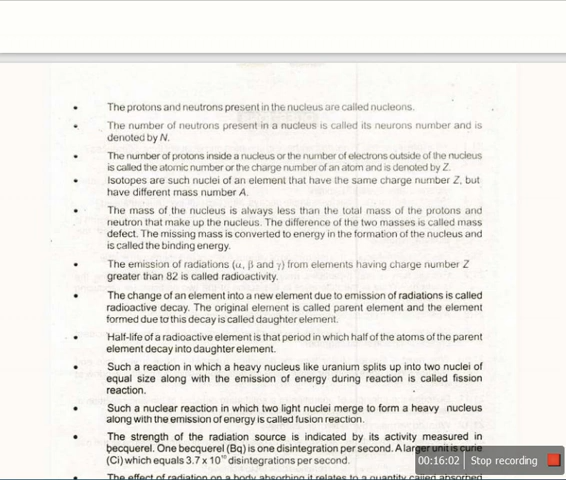 • The protons and neutrons present in the nucleus are called nucleons.
• The number of neutrons present in a nucleus is called its neurons number and is
denoted by N.
• The number of protons inside a nucleus or the number of electrons outside of the nucleus
is called the atomic number or the charge number of an atom and is denoted by Z.
• Isotopes are such nuclei of an element that have the same charge number Z, but
have different mass number A.
• The mass of the nucleus is always less than the total mass of the protons and
neutron that make up the nucleus. The difference of the two masses is called mass
defect. The missing mass is converted to energy in the formation of the nucleus and
is called the binding energy.
• The emission of radiations (α, β and γ) from elements having charge number Z
greater than 82 is called radioactivity.
• The change of an element into a new element due to emission of radiations is called
radioactive decay. The original element is called parent element and the element
formed due to this decay is called daughter element.
• Half-life of a radioactive element is that period in which half of the atoms of the parent
element decay into daughter element.
• Such a reaction in which a heavy nucleus like uranium splits up into two nuclei of
equal size along with the emission of energy during reaction is called fission
reaction.
• Such a nuclear reaction in which two light nuclei merge to form a heavy nucleus
along with the emission of energy is called fusion reaction.
• The strength of the radiation source is indicated by its activity measured in
becquerel. One becquerel (Bq) is one disintegration per second. A larger unit is curie
(Ci) which equals 3.7 x 10¹⁰ disintegrations per second.
00:16:02 Stop recording
The effect of radiation on a body absorbing it relates to a quantity called absorbed